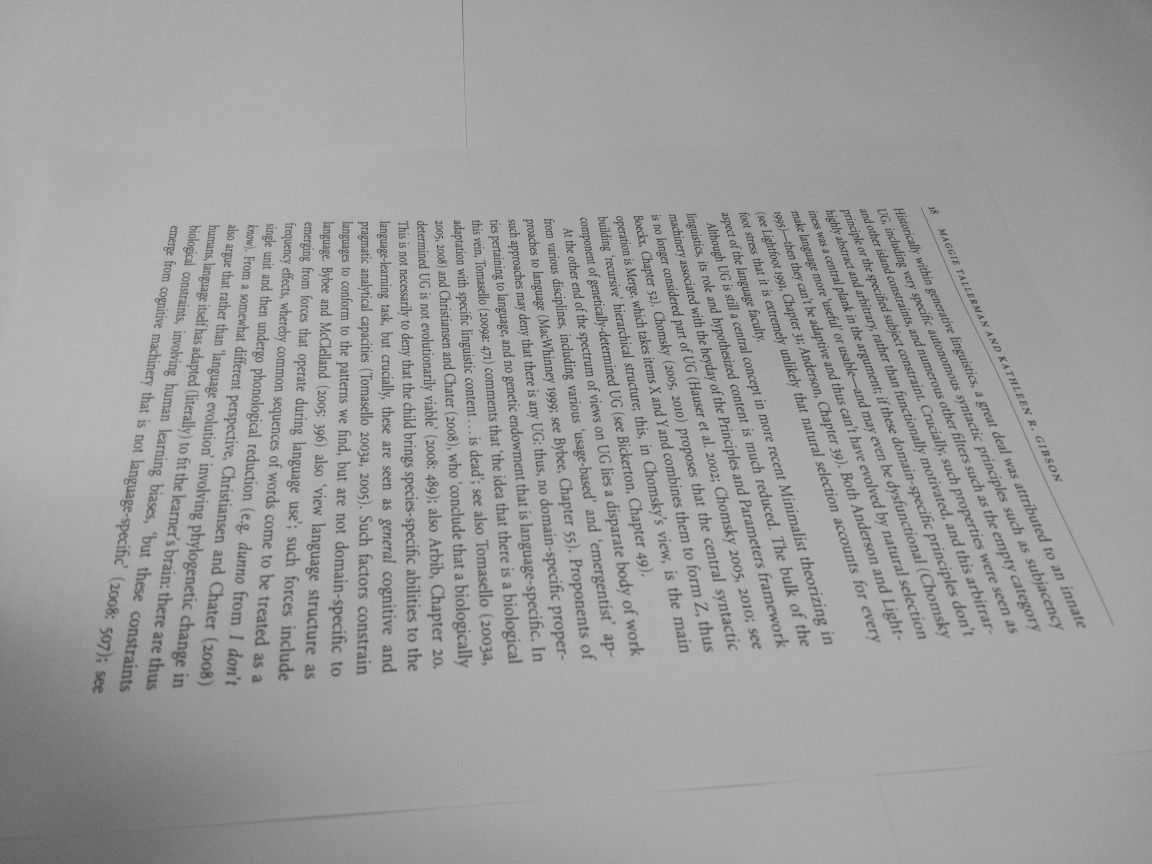 18 MAGGIE TALLERMAN AND KATHLEEN R. GIBSON
Historically, within generative linguistics, a great deal was attributed to an innate
UG, including very specific autonomous syntactic principles such as subjacency
and other island constraints, and numerous other filters such as the empty category
principle or the specified subject constraint. Crucially, such properties were seen as
highly abstract and arbitrary, rather than functionally motivated, and this arbitrar-
iness was a central plank in the argument: if these domain-specific principles don't
make language more 'useful' or usable—and may even be dysfunctional (Chomsky
1995)—then they can't be adaptive and thus can't have evolved by natural selection
(see Lightfoot 1991, Chapter 31; Anderson, Chapter 39). Both Anderson and Light-
foot stress that it is extremely unlikely that natural selection accounts for every
aspect of the language faculty.
Although UG is still a central concept in more recent Minimalist theorizing in
linguistics, its role and hypothesized content is much reduced. The bulk of the
machinery associated with the heyday of the Principles and Parameters framework
is no longer considered part of UG (Hauser et al. 2002; Chomsky 2005, 2010; see
Boeckx, Chapter 52). Chomsky (2005, 2010) proposes that the central syntactic
operation is Merge, which takes items X and Y and combines them to form Z, thus
building 'recursive' hierarchical structure; this, in Chomsky's view, is the main
component of genetically-determined UG (see Bickerton, Chapter 49).
At the other end of the spectrum of views on UG lies a disparate body of work
from various disciplines, including various 'usage-based' and 'emergentist' ap-
proaches to language (MacWhinney 1999; see Bybee, Chapter 55). Proponents of
such approaches may deny that there is any UG: thus, no domain-specific proper-
ties pertaining to language, and no genetic endowment that is language-specific. In
this vein, Tomasello (2009a: 471) comments that 'the idea that there is a biological
adaptation with specific linguistic content . . . is dead'; see also Tomasello (2003a,
2005, 2008) and Christiansen and Chater (2008), who 'conclude that a biologically
determined UG is not evolutionarily viable' (2008: 489); also Arbib, Chapter 20.
This is not necessarily to deny that the child brings species-specific abilities to the
language-learning task, but crucially, these are seen as general cognitive and
pragmatic analytical capacities (Tomasello 2003a, 2005). Such factors constrain
languages to conform to the patterns we find, but are not domain-specific to
language. Bybee and McClelland (2005: 396) also 'view language structure as
emerging from forces that operate during language use'; such forces include
frequency effects, whereby common sequences of words come to be treated as a
single unit and then undergo phonological reduction (e.g. dunno from I don't
know). From a somewhat different perspective, Christiansen and Chater (2008)
also argue that rather than 'language evolution' involving phylogenetic change in
humans, language itself has adapted (literally) to fit the learner's brain: there are thus
biological constraints, involving human learning biases, 'but these constraints
emerge from cognitive machinery that is not language-specific' (2008: 507); see